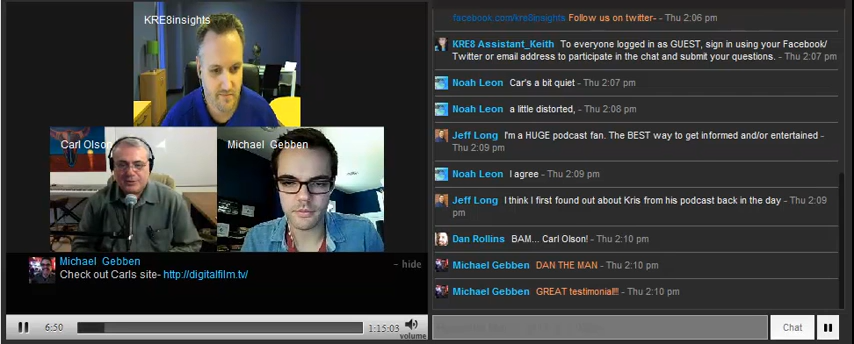 KRE8insights
Carl Olson
Michael Gebben
Michael Gebben
Check out Carls site- http://digitalfilm.tv/
– hide
6:50
1:15:03
volume
facebook.com/kre8insights Follow us on twitter- - Thu 2:06 pm
KRE8 Assistant_Keith To everyone logged in as GUEST, sign in using your Facebook/
Twitter or email address to participate in the chat and submit your questions. - Thu 2:07 pm
Noah Leon Car's a bit quiet - Thu 2:07 pm
Noah Leon a little distorted, - Thu 2:08 pm
Jeff Long I'm a HUGE podcast fan. The BEST way to get informed and/or entertained -
Thu 2:09 pm
Noah Leon I agree - Thu 2:09 pm
Jeff Long I think I first found out about Kris from his podcast back in the day - Thu 2:09
pm
Dan Rollins BAM... Carl Olson! - Thu 2:10 pm
Michael Gebben DAN THE MAN - Thu 2:10 pm
Michael Gebben GREAT testimonial!! - Thu 2:10 pm
Chat